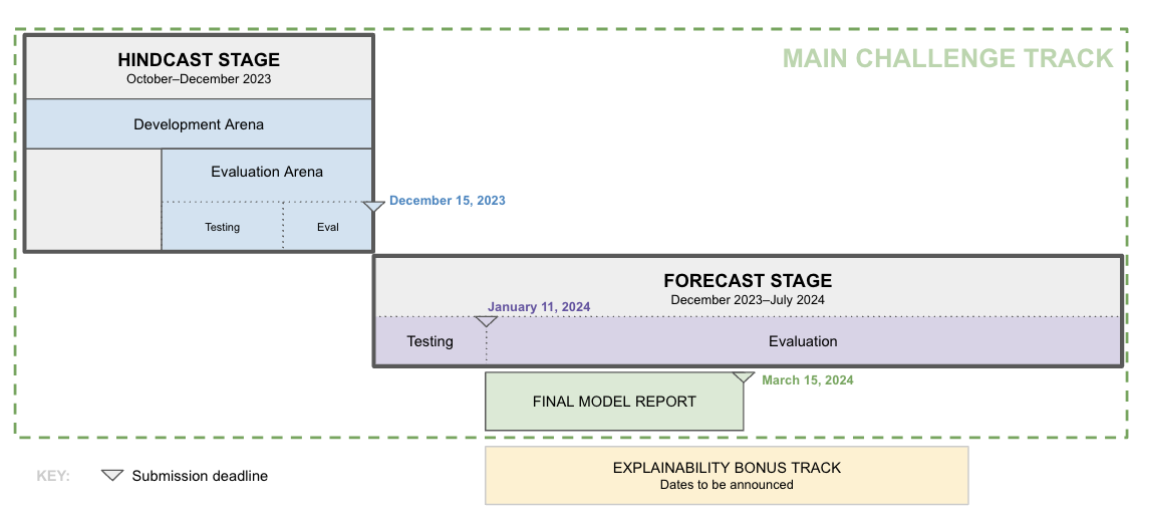 MAIN CHALLENGE TRACK
HINDCAST STAGE
October–December 2023
Development Arena
Evaluation Arena
Testing
Eval
December 15, 2023
FORECAST STAGE
December 2023–July 2024
January 11, 2024
Testing
Evaluation
FINAL MODEL REPORT
March 15, 2024
EXPLAINABILITY BONUS TRACK
Dates to be announced
KEY:
Submission deadline